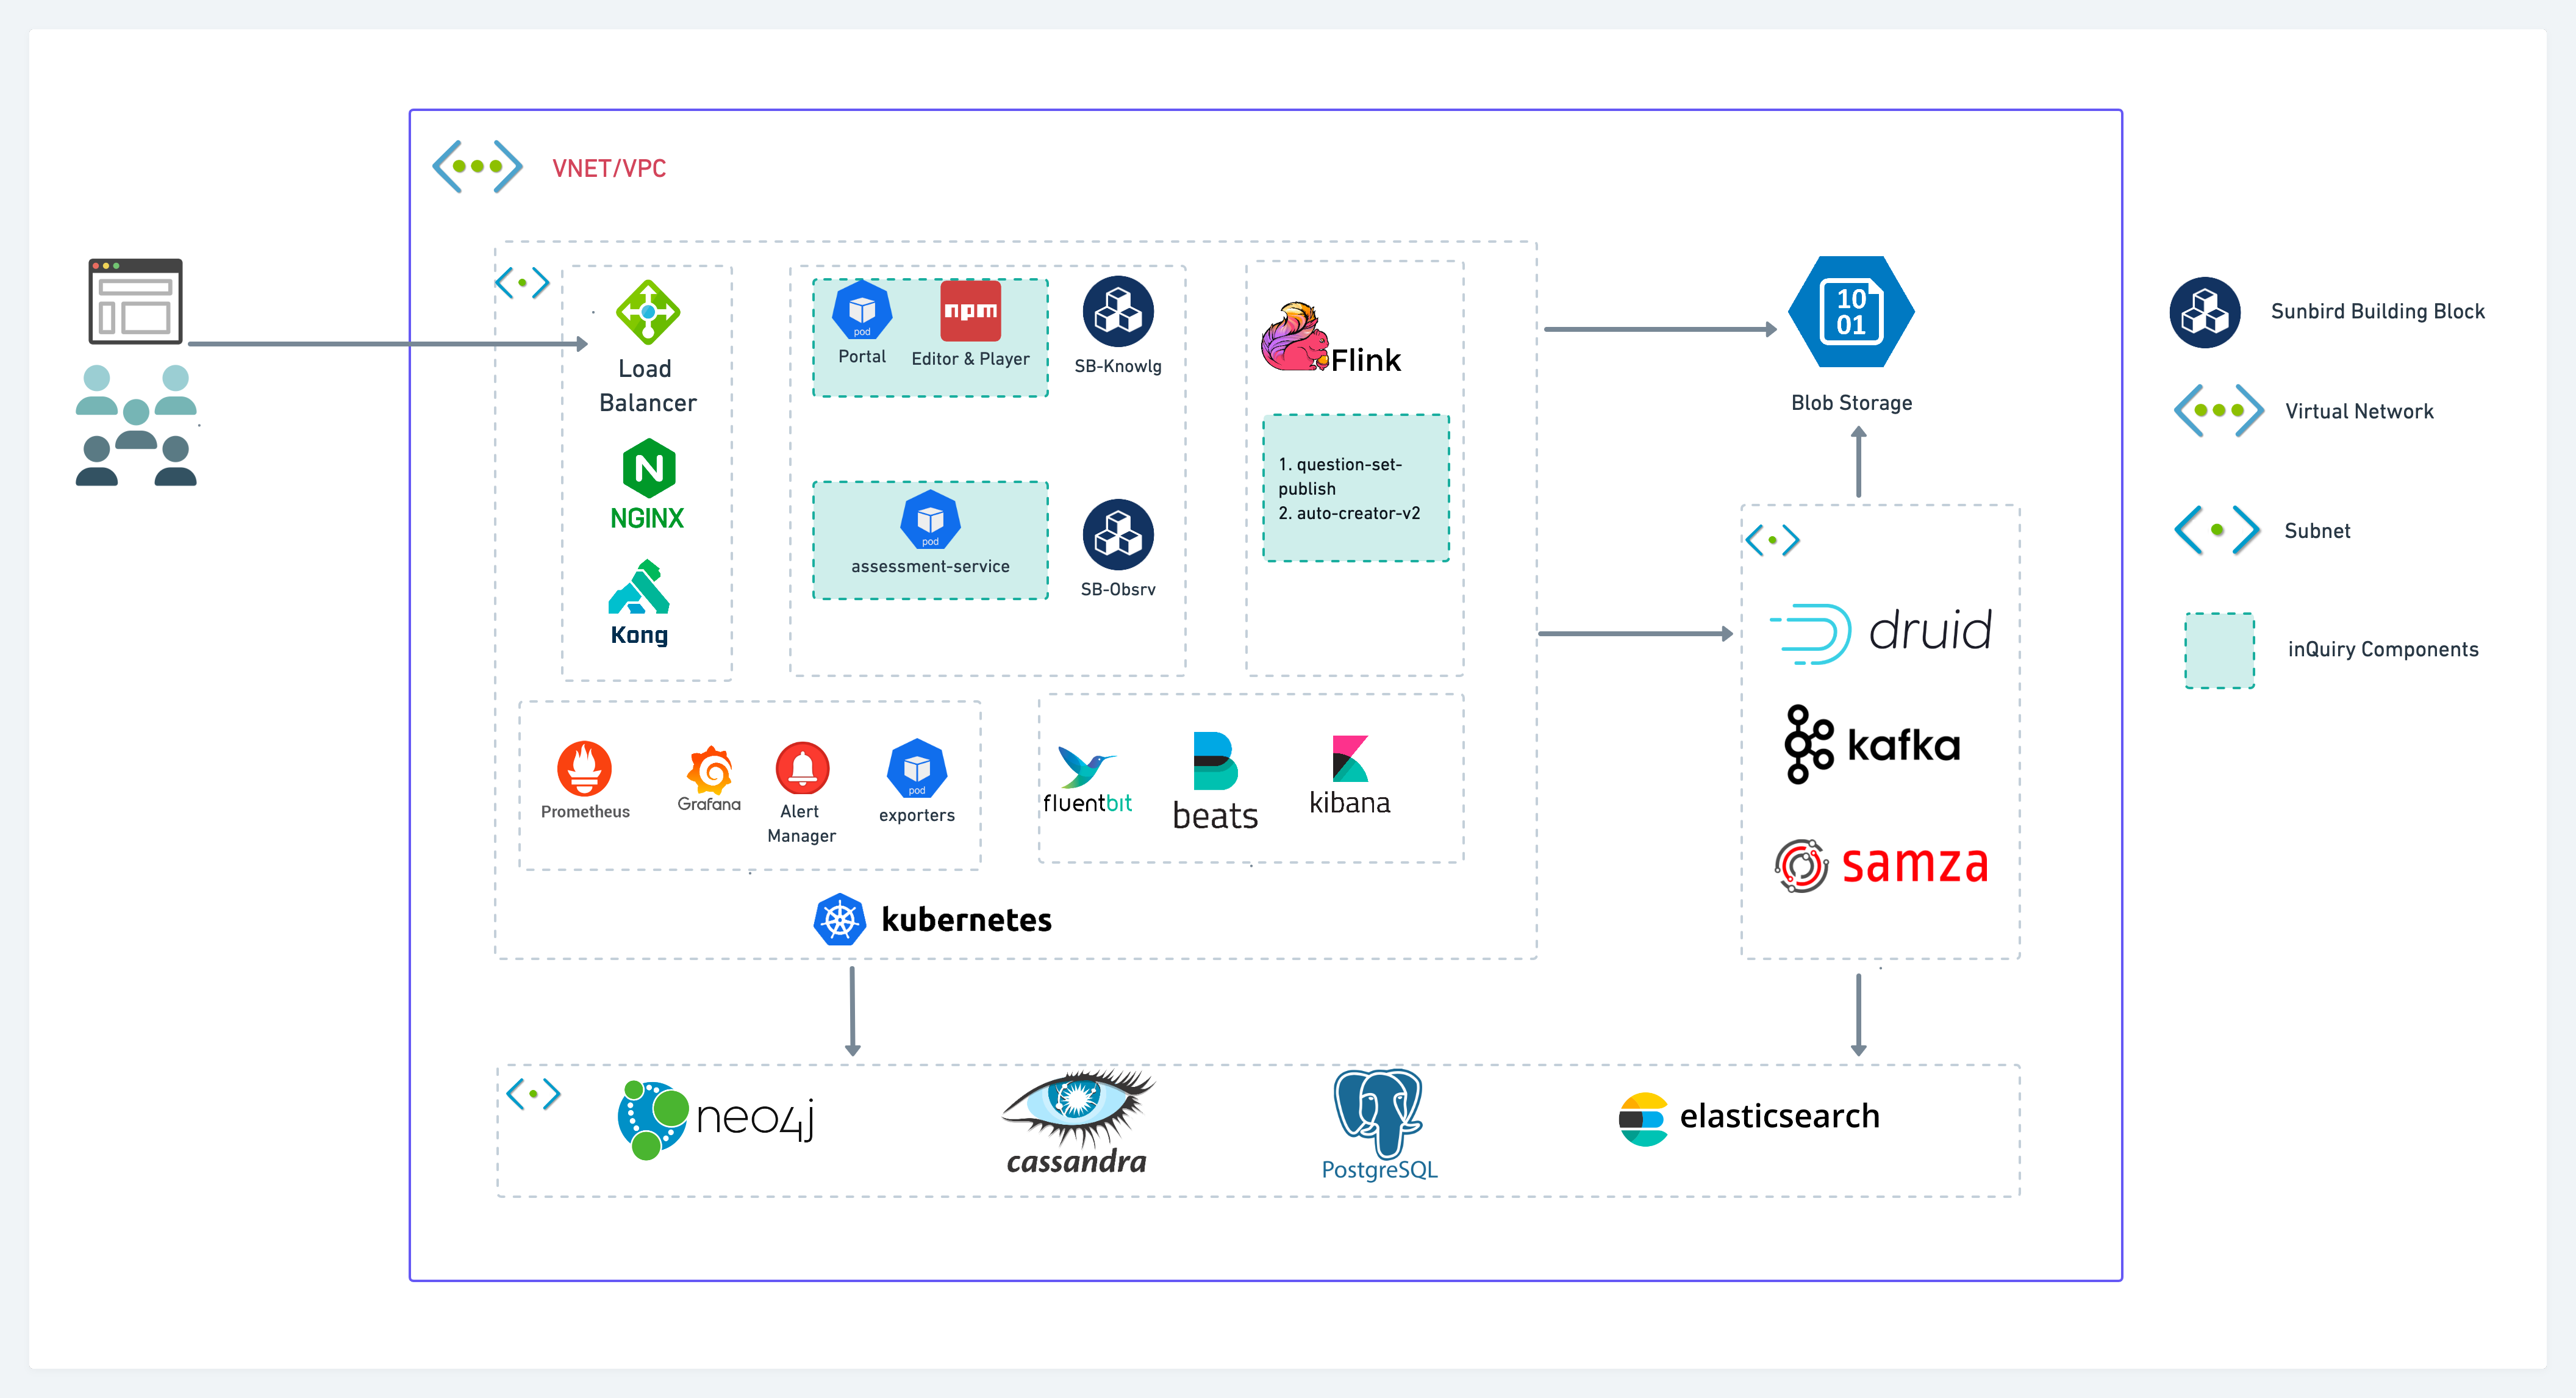 VNET/VPC
Load
Balancer
NGINX
Kong
pod
Portal
npm
Editor & Player
SB-Knowlg
pod
assessment-service
SB-Obsrv
Flink
1. question-set-
publish
2. auto-creator-v2
Prometheus
Grafana
Alert
Manager
pod
exporters
fluentbit
beats
kibana
kubernetes
10
01
Blob Storage
druid
kafka
samza
neo4j
cassandra
PostgreSQL
elasticsearch
Sunbird Building Block
Virtual Network
Subnet
inQuiry Components